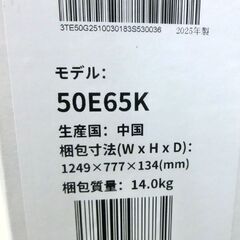 3TE50G2510030183S530036
2025年製
モデル:
50E65K
生産国：中国
梱包寸法(W x H x D):
1249×777×134(mm)
梱包質量：14.0kg